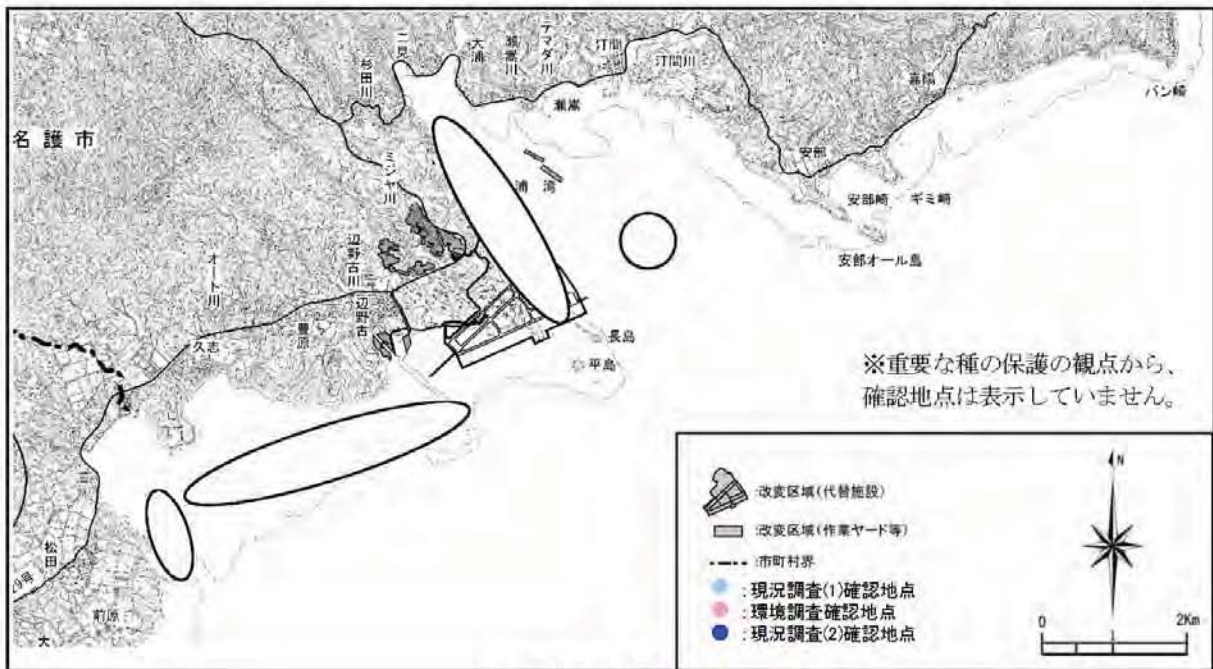 名護市
杉田川
二見
大浦
瀬嵩川
テマダ川
汀間
汀間川
瀬嵩
嘉陽
バン崎
安部
安部崎
ギミ崎
安部オール島
ミジャ川
浦湾
辺野古川
辺野古
オート川
豊原
久志
長島
平島
松田
前原
29号
大
※重要な種の保護の観点から、
確認地点は表示していません。
:改変区域(代替施設)
:改変区域(作業ヤード等)
:市町村界
:現況調査(1)確認地点
:環境調査確認地点
:現況調査(2)確認地点
N
0 2Km